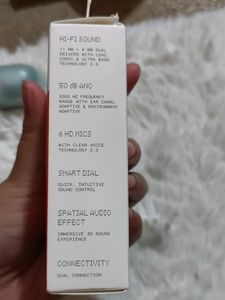 HI-FI SOUND
11 MM + 6 MM DUAL
DRIVERS WITH LDAC
CODEC & ULTRA BASS
TECHNOLOGY 2.0
50 dB ANC
5000 HZ FREQUENCY
RANGE WITH EAR CANAL
ADAPTIVE & ENVIRONMENT
ADAPTIVE
6 HD MICS
WITH CLEAR VOICE
TECHNOLOGY 2.0
SMART DIAL
QUICK, INTUITIVE
SOUND CONTROL
SPATIAL AUDIO
EFFECT
IMMERSIVE 3D SOUND
EXPERIENCE
CONNECTIVITY
DUAL CONNECTION